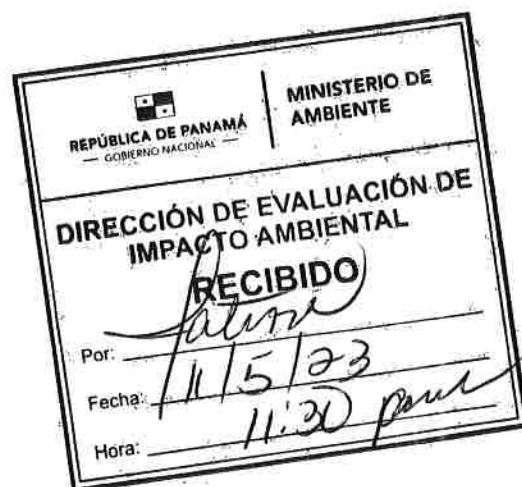 REPÚBLICA DE PANAMÁ
— GOBIERNO NACIONAL —
MINISTERIO DE
AMBIENTE
DIRECCIÓN DE EVALUACIÓN DE
IMPACTO AMBIENTAL
RECIBIDO
Por:
Fecha: 11/5/23
Hora: 11:30